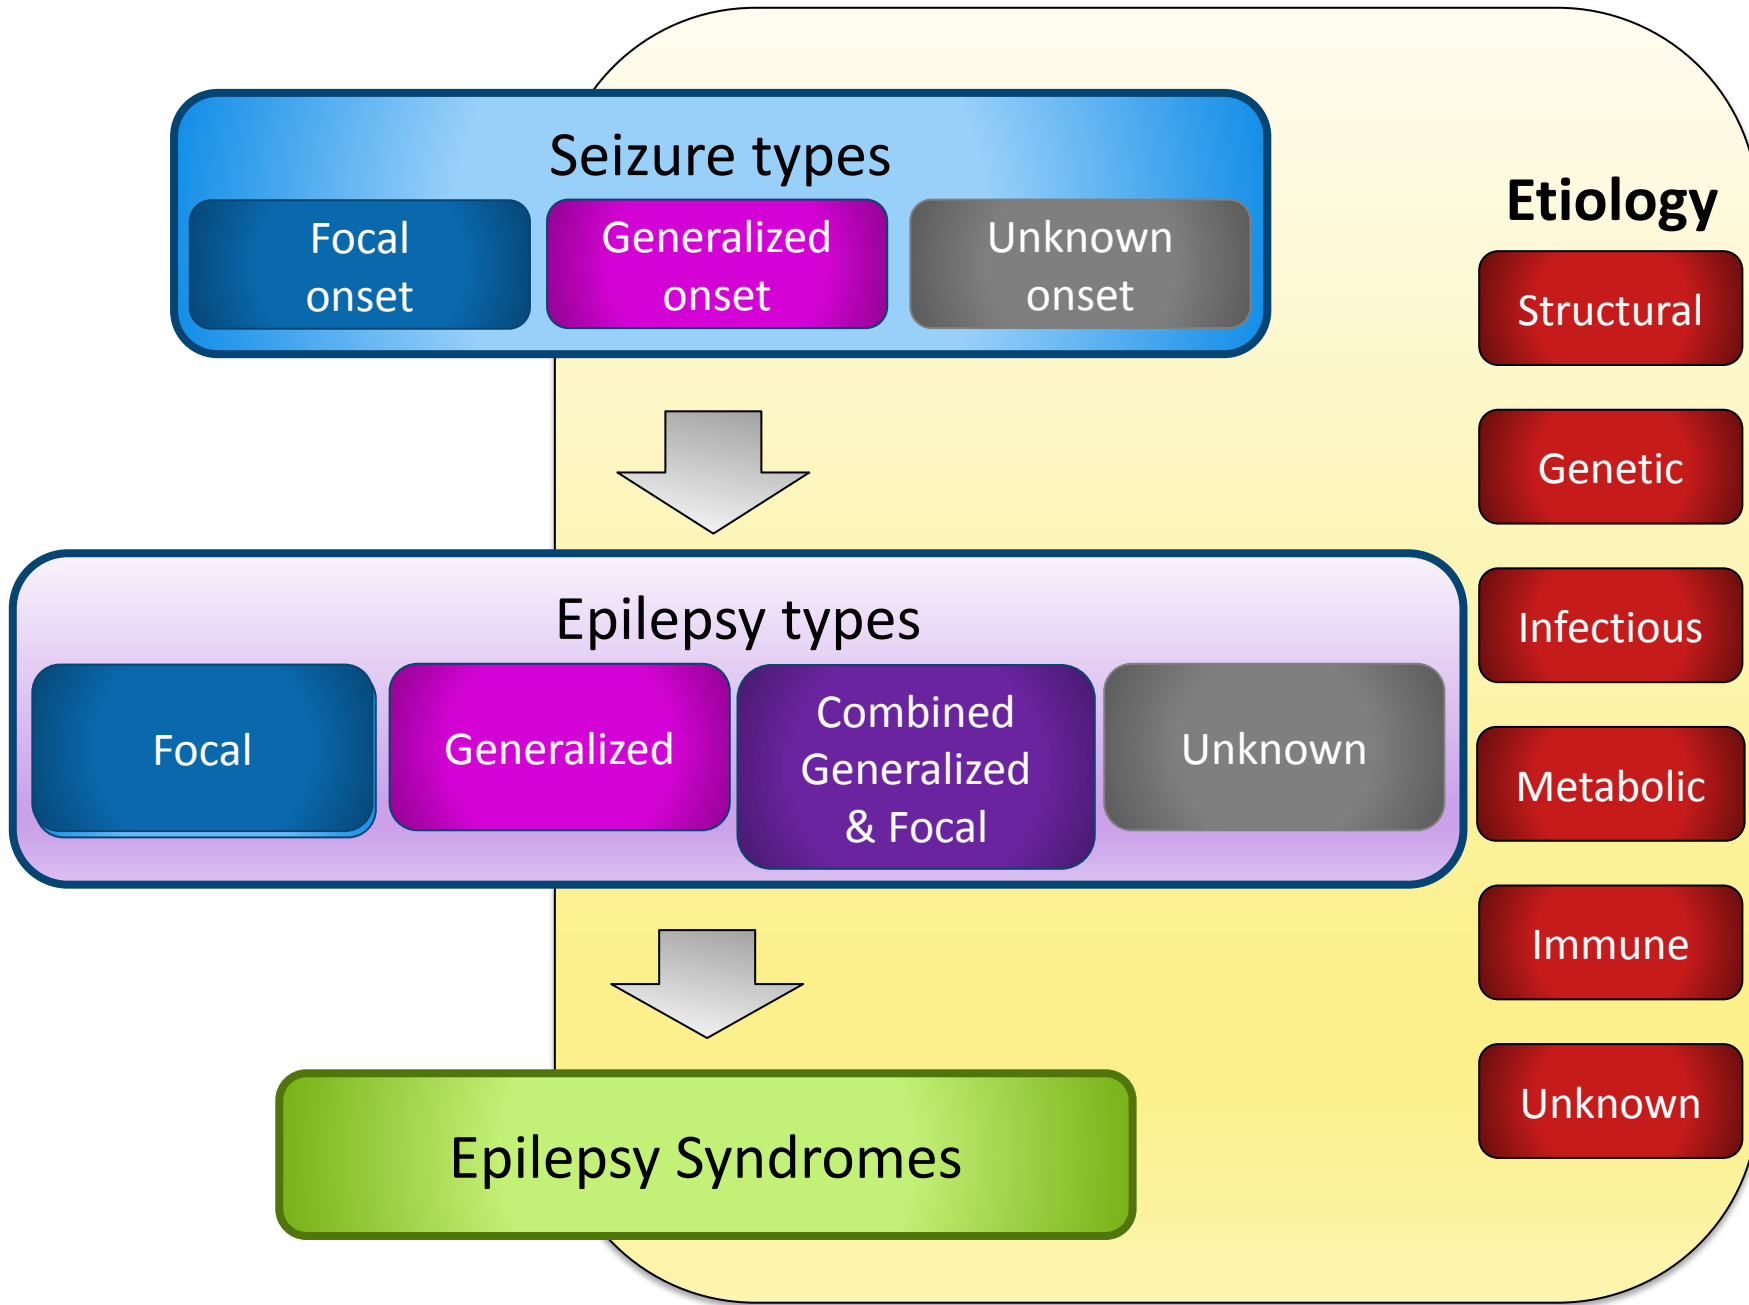 Seizure types
Focal
onset
Generalized
onset
Unknown
onset
Epilepsy types
Focal
Generalized
Combined
Generalized
& Focal
Unknown
Epilepsy Syndromes
Etiology
Structural
Genetic
Infectious
Metabolic
Immune
Unknown